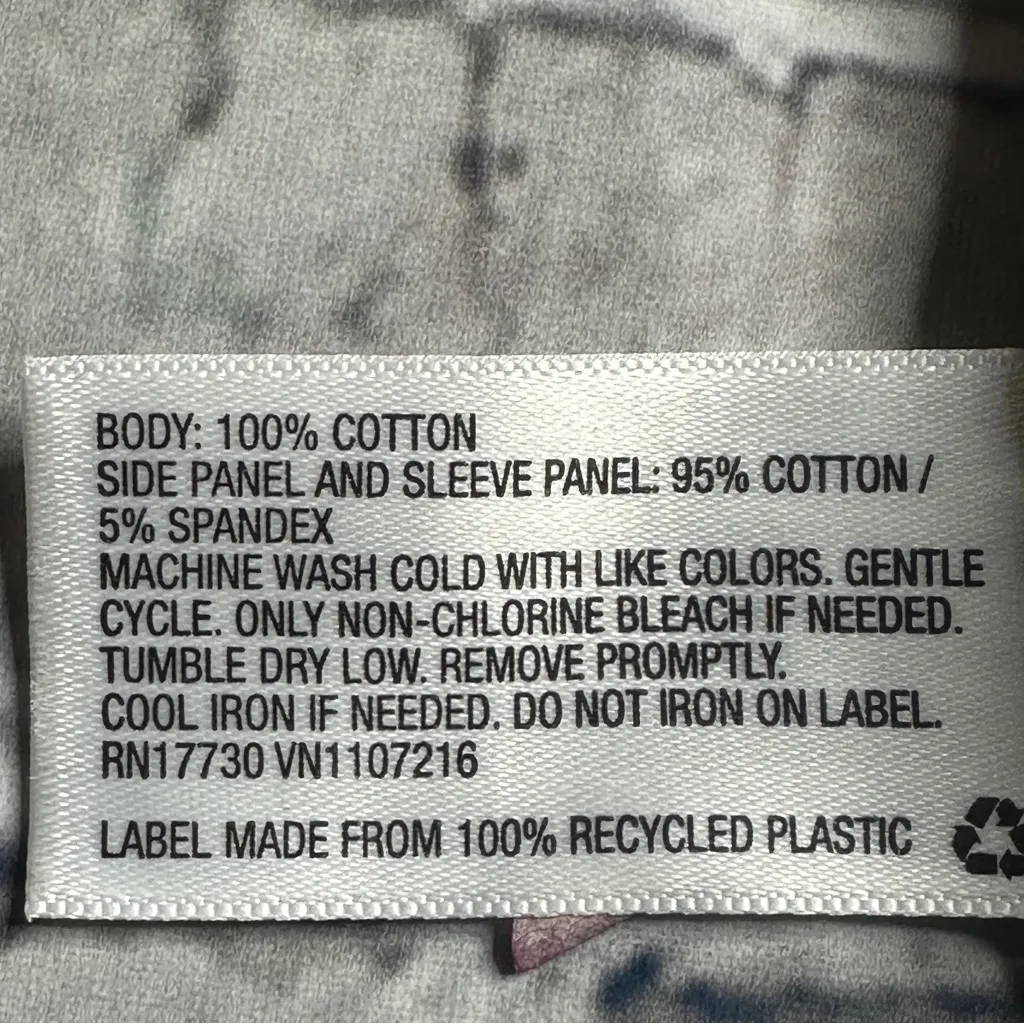 BODY: 100% COTTON
SIDE PANEL AND SLEEVE PANEL: 95% COTTON /
5% SPANDEX
MACHINE WASH COLD WITH LIKE COLORS. GENTLE
CYCLE. ONLY NON-CHLORINE BLEACH IF NEEDED.
TUMBLE DRY LOW. REMOVE PROMPTLY.
COOL IRON IF NEEDED. DO NOT IRON ON LABEL.
RN17730 VN1107216
LABEL MADE FROM 100% RECYCLED PLASTIC